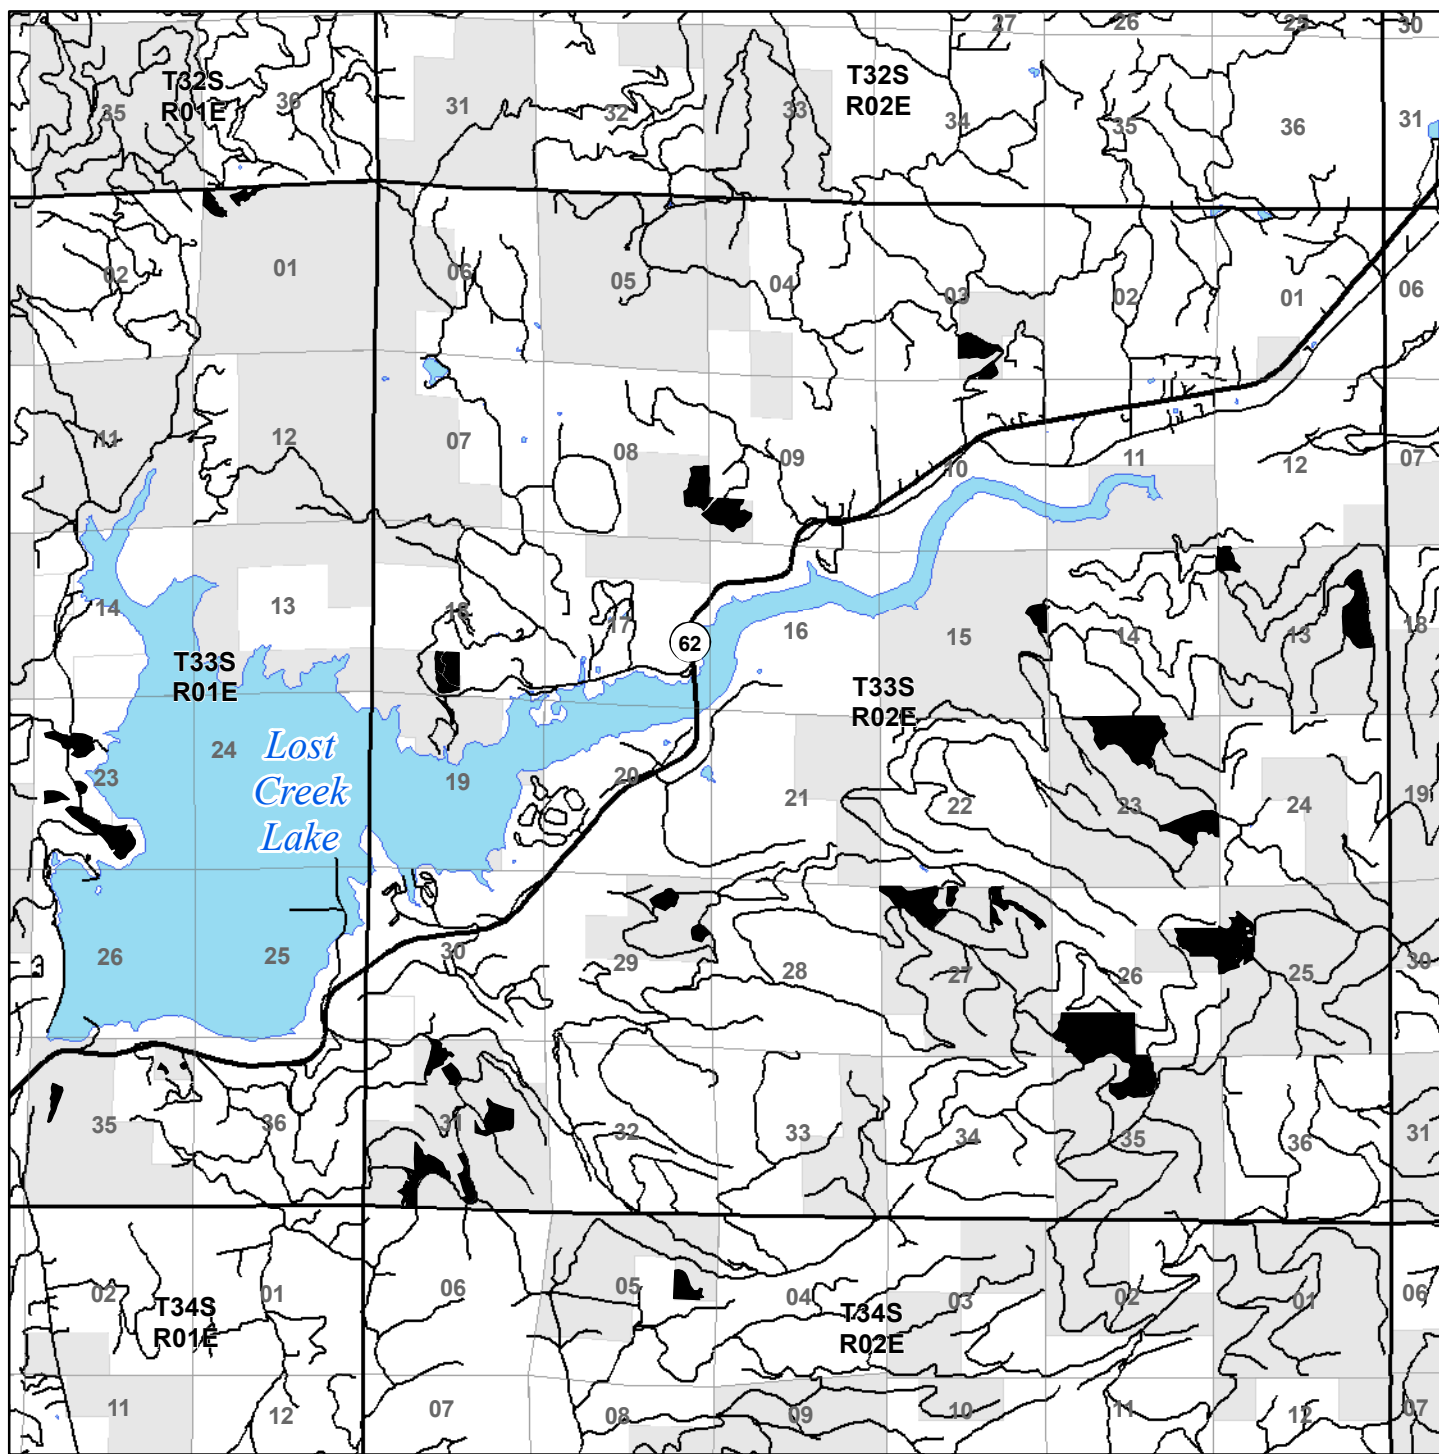 27 26 25 30
T32S
R01E
35 36 31 32 33
T32S
R02E
34 35 36 31
02 01 06 05 04 03 02 01 06
11 12 07 08 09 10 11 12 07
14 13 18 17 16 15 14 13 18
62
T33S
R01E
T33S
R02E
23 24 19 20 21 22 23 24 19
Lost
Creek
Lake
26 25 30 29 28 27 26 25 30
35 36 31 32 33 34 35 36 31
02 01 06 05 04 03 02 01 06
T34S
R01E
T34S
R02E
11 12 07 08 09 10 11 12 07